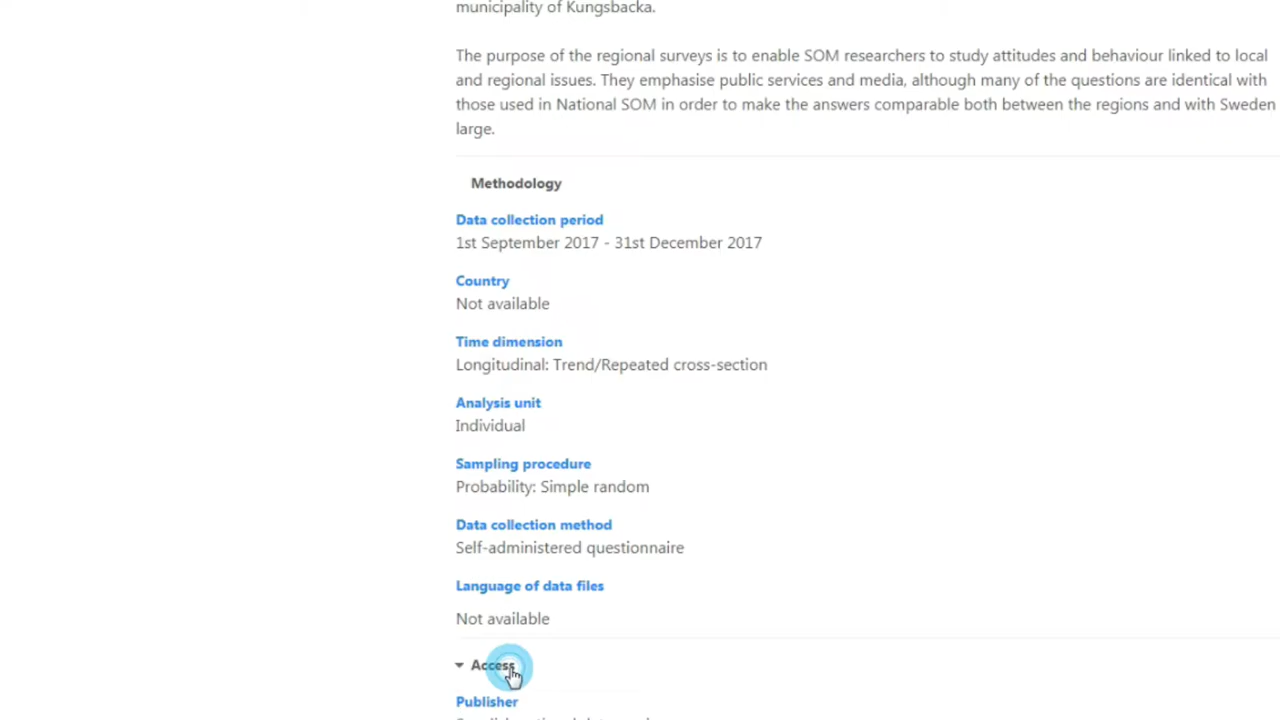 municipality of Kungsbacka.
The purpose of the regional surveys is to enable SOM researchers to study attitudes and behaviour linked to local
and regional issues. They emphasise public services and media, although many of the questions are identical with
those used in National SOM in order to make the answers comparable both between the regions and with Sweden
large.
Methodology
Data collection period
1st September 2017 - 31st December 2017
Country
Not available
Time dimension
Longitudinal: Trend/Repeated cross-section
Analysis unit
Individual
Sampling procedure
Probability: Simple random
Data collection method
Self-administered questionnaire
Language of data files
Not available
Access
Publisher